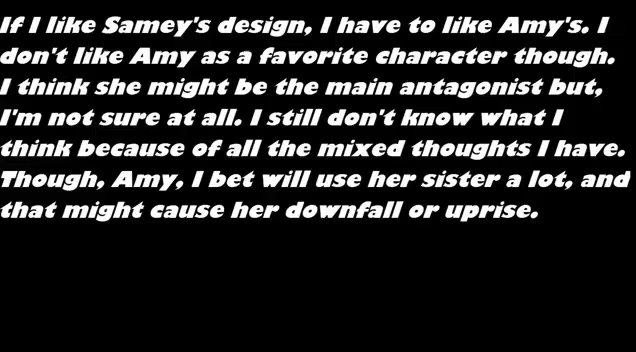 If I like Samey's design, I have to like Amy's. I
don't like Amy as a favorite character though.
I think she might be the main antagonist but,
I'm not sure at all. I still don't know what I
think because of all the mixed thoughts I have.
Though, Amy, I bet will use her sister a lot, and
that might cause her downfall or uprise.